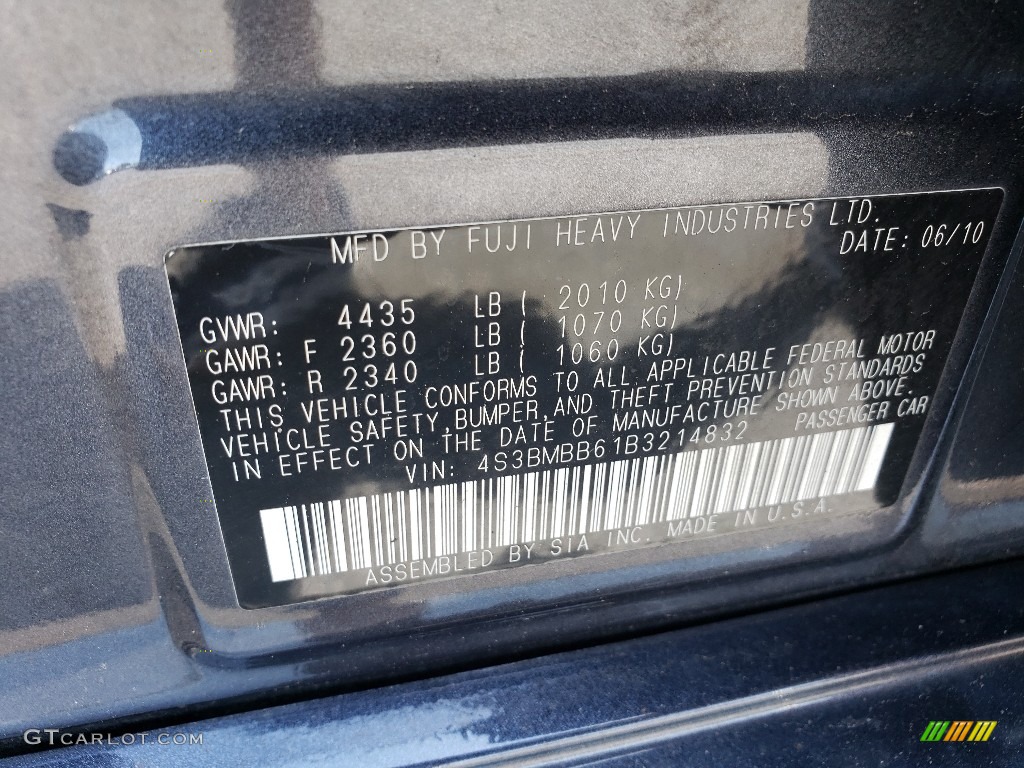 MFD BY FUJI HEAVY INDUSTRIES LTD.
DATE: 06/10
GVWR: 4435 LB ( 2010 KG)
GAWR: F 2360 LB ( 1070 KG)
GAWR: R 2340 LB ( 1060 KG)
THIS VEHICLE CONFORMS TO ALL APPLICABLE FEDERAL MOTOR
VEHICLE SAFETY,BUMPER,AND THEFT PREVENTION STANDARDS
IN EFFECT ON THE DATE OF MANUFACTURE SHOWN ABOVE.
VIN: 4S3BMBB61B3214832 PASSENGER CAR
ASSEMBLED BY SIA INC. MADE IN U.S.A.
GTCARLOT.COM